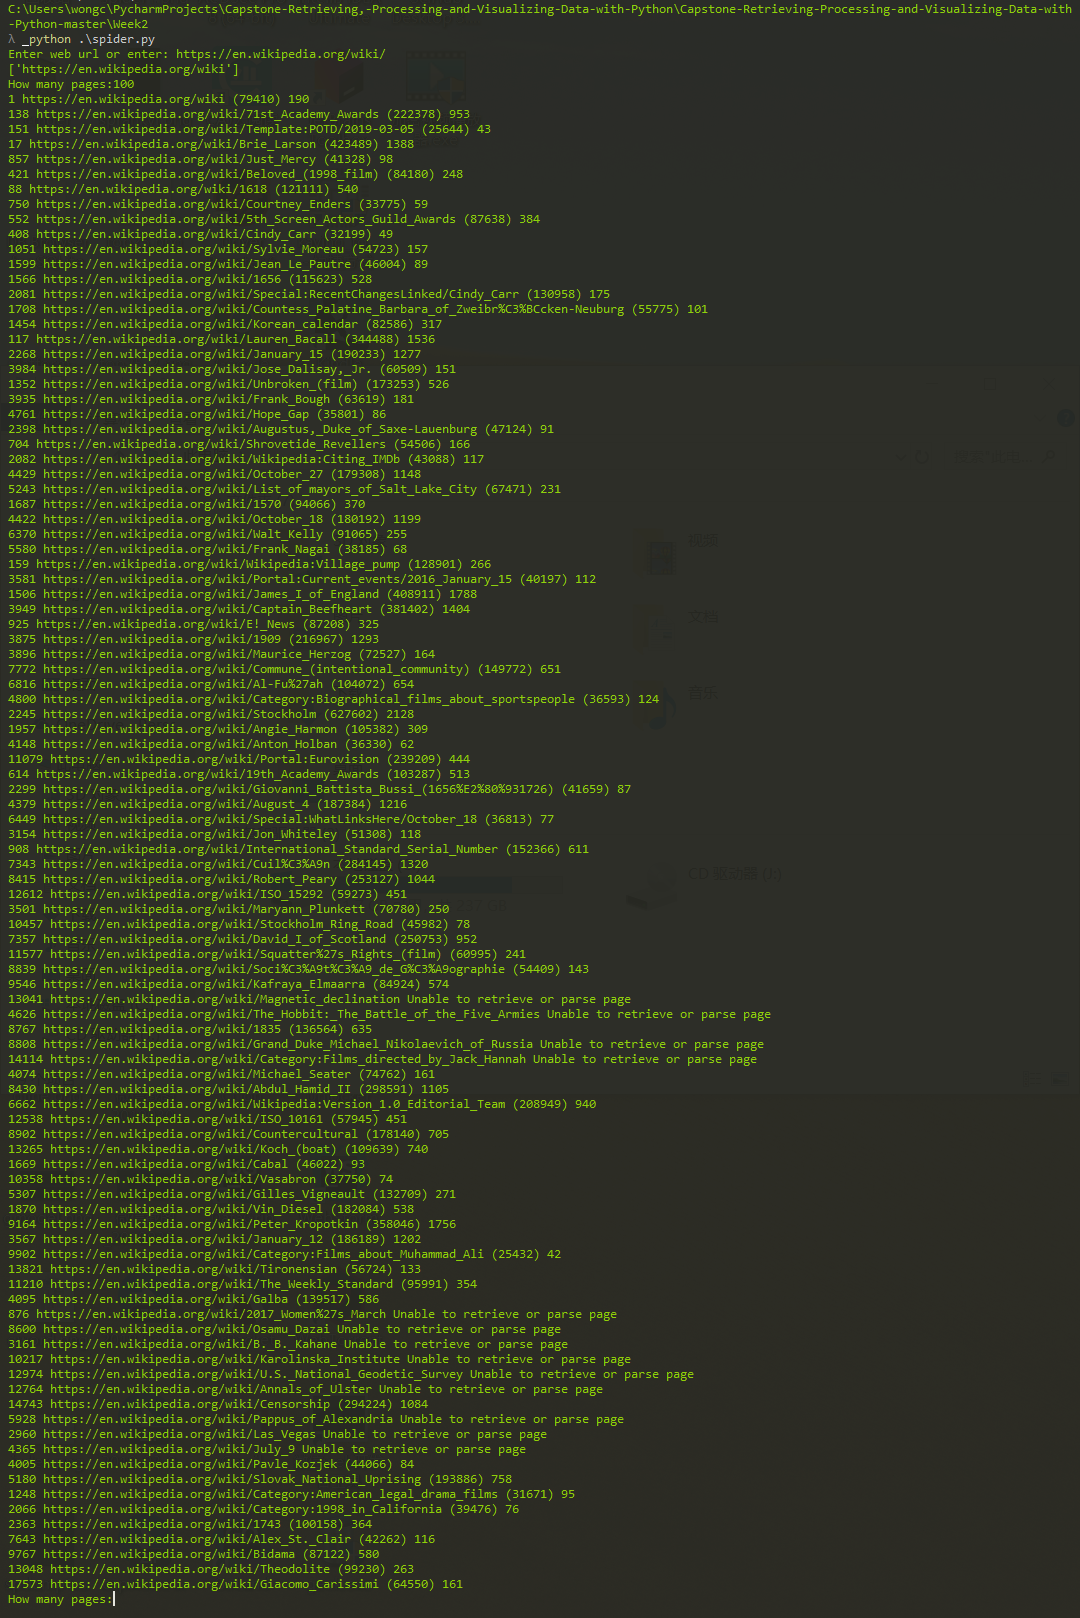 C:\Users\wongc\PycharmProjects\Capstone-Retrieving,-Processing-and-Visualizing-Data-with-Python\Capstone-Retrieving-Processing-and-Visualizing-Data-with
-Python-master\Week2
λ _python .\spider.py
Enter web url or enter: https://en.wikipedia.org/wiki/
['https://en.wikipedia.org/wiki']
How many pages:100
1 https://en.wikipedia.org/wiki (79410) 190
138 https://en.wikipedia.org/wiki/71st_Academy_Awards (222378) 953
151 https://en.wikipedia.org/wiki/Template:POTD/2019-03-05 (25644) 43
17 https://en.wikipedia.org/wiki/Brie_Larson (423489) 1388
857 https://en.wikipedia.org/wiki/Just_Mercy (41328) 98
421 https://en.wikipedia.org/wiki/Beloved_(1998_film) (84180) 248
88 https://en.wikipedia.org/wiki/1618 (121111) 540
750 https://en.wikipedia.org/wiki/Courtney_Enders (33775) 59
552 https://en.wikipedia.org/wiki/5th_Screen_Actors_Guild_Awards (87638) 384
408 https://en.wikipedia.org/wiki/Cindy_Carr (32199) 49
1051 https://en.wikipedia.org/wiki/Sylvie_Moreau (54723) 157
1599 https://en.wikipedia.org/wiki/Jean_Le_Pautre (46004) 89
1566 https://en.wikipedia.org/wiki/1656 (115623) 528
2081 https://en.wikipedia.org/wiki/Special:RecentChangesLinked/Cindy_Carr (130958) 175
1708 https://en.wikipedia.org/wiki/Countess_Palatine_Barbara_of_Zweibr%C3%BCcken-Neuburg (55775) 101
1454 https://en.wikipedia.org/wiki/Korean_calendar (82586) 317
117 https://en.wikipedia.org/wiki/Lauren_Bacall (344488) 1536
2268 https://en.wikipedia.org/wiki/January_15 (190233) 1277
3984 https://en.wikipedia.org/wiki/Jose_Dalisay,_Jr. (60509) 151
1352 https://en.wikipedia.org/wiki/Unbroken_(film) (173253) 526
3935 https://en.wikipedia.org/wiki/Frank_Bough (63619) 181
4761 https://en.wikipedia.org/wiki/Hope_Gap (35801) 86
2398 https://en.wikipedia.org/wiki/Augustus,_Duke_of_Saxe-Lauenburg (47124) 91
704 https://en.wikipedia.org/wiki/Shrovetide_Revellers (54506) 166
2082 https://en.wikipedia.org/wiki/Wikipedia:Citing_IMDb (43088) 117
4429 https://en.wikipedia.org/wiki/October_27 (179308) 1148
5243 https://en.wikipedia.org/wiki/List_of_mayors_of_Salt_Lake_City (67471) 231
1687 https://en.wikipedia.org/wiki/1570 (94066) 370
4422 https://en.wikipedia.org/wiki/October_18 (180192) 1199
6370 https://en.wikipedia.org/wiki/Walt_Kelly (91065) 255
5580 https://en.wikipedia.org/wiki/Frank_Nagai (38185) 68
159 https://en.wikipedia.org/wiki/Wikipedia:Village_pump (128901) 266
3581 https://en.wikipedia.org/wiki/Portal:Current_events/2016_January_15 (40197) 112
1506 https://en.wikipedia.org/wiki/James_I_of_England (408911) 1788
3949 https://en.wikipedia.org/wiki/Captain_Beefheart (381402) 1404
925 https://en.wikipedia.org/wiki/E!_News (87208) 325
3875 https://en.wikipedia.org/wiki/1909 (216967) 1293
3896 https://en.wikipedia.org/wiki/Maurice_Herzog (72527) 164
7772 https://en.wikipedia.org/wiki/Commune_(intentional_community) (149772) 651
6816 https://en.wikipedia.org/wiki/Al-Fu%27ah (104072) 654
4800 https://en.wikipedia.org/wiki/Category:Biographical_films_about_sportspeople (36593) 124
2245 https://en.wikipedia.org/wiki/Stockholm (627602) 2128
1957 https://en.wikipedia.org/wiki/Angie_Harmon (105382) 309
4148 https://en.wikipedia.org/wiki/Anton_Holban (36330) 62
11079 https://en.wikipedia.org/wiki/Portal:Eurovision (239209) 444
614 https://en.wikipedia.org/wiki/19th_Academy_Awards (103287) 513
2299 https://en.wikipedia.org/wiki/Giovanni_Battista_Bussi_(1656%E2%80%931726) (41659) 87
4379 https://en.wikipedia.org/wiki/August_4 (187384) 1216
6449 https://en.wikipedia.org/wiki/Special:WhatLinksHere/October_18 (36813) 77
3154 https://en.wikipedia.org/wiki/Jon_Whiteley (51308) 118
908 https://en.wikipedia.org/wiki/International_Standard_Serial_Number (152366) 611
7343 https://en.wikipedia.org/wiki/Cuil%C3%A9n (284145) 1320
8415 https://en.wikipedia.org/wiki/Robert_Peary (253127) 1044
12612 https://en.wikipedia.org/wiki/ISO_15292 (59273) 451
3501 https://en.wikipedia.org/wiki/Maryann_Plunkett (70780) 250
10457 https://en.wikipedia.org/wiki/Stockholm_Ring_Road (45982) 78
7357 https://en.wikipedia.org/wiki/David_I_of_Scotland (250753) 952
11577 https://en.wikipedia.org/wiki/Squatter%27s_Rights_(film) (60995) 241
8839 https://en.wikipedia.org/wiki/Soci%C3%A9t%C3%A9_de_G%C3%A9ographie (54409) 143
9546 https://en.wikipedia.org/wiki/Kafraya_Elmaarra (84924) 574
13041 https://en.wikipedia.org/wiki/Magnetic_declination Unable to retrieve or parse page
4626 https://en.wikipedia.org/wiki/The_Hobbit:_The_Battle_of_the_Five_Armies Unable to retrieve or parse page
8767 https://en.wikipedia.org/wiki/1835 (136564) 635
8808 https://en.wikipedia.org/wiki/Grand_Duke_Michael_Nikolaevich_of_Russia Unable to retrieve or parse page
14114 https://en.wikipedia.org/wiki/Category:Films_directed_by_Jack_Hannah Unable to retrieve or parse page
4074 https://en.wikipedia.org/wiki/Michael_Seater (74762) 161
8430 https://en.wikipedia.org/wiki/Abdul_Hamid_II (298591) 1105
6662 https://en.wikipedia.org/wiki/Wikipedia:Version_1.0_Editorial_Team (208949) 940
12538 https://en.wikipedia.org/wiki/ISO_10161 (57945) 451
8902 https://en.wikipedia.org/wiki/Countercultural (178140) 705
13265 https://en.wikipedia.org/wiki/Koch_(boat) (109639) 740
1669 https://en.wikipedia.org/wiki/Cabal (46022) 93
10358 https://en.wikipedia.org/wiki/Vasabron (37750) 74
5307 https://en.wikipedia.org/wiki/Gilles_Vigneault (132709) 271
1870 https://en.wikipedia.org/wiki/Vin_Diesel (182084) 538
9164 https://en.wikipedia.org/wiki/Peter_Kropotkin (358046) 1756
3567 https://en.wikipedia.org/wiki/January_12 (186189) 1202
9902 https://en.wikipedia.org/wiki/Category:Films_about_Muhammad_Ali (25432) 42
13821 https://en.wikipedia.org/wiki/Tironensian (56724) 133
11210 https://en.wikipedia.org/wiki/The_Weekly_Standard (95991) 354
4095 https://en.wikipedia.org/wiki/Galba (139517) 586
876 https://en.wikipedia.org/wiki/2017_Women%27s_March Unable to retrieve or parse page
8600 https://en.wikipedia.org/wiki/Osamu_Dazai Unable to retrieve or parse page
3161 https://en.wikipedia.org/wiki/B._B._Kahane Unable to retrieve or parse page
10217 https://en.wikipedia.org/wiki/Karolinska_Institute Unable to retrieve or parse page
12974 https://en.wikipedia.org/wiki/U.S._National_Geodetic_Survey Unable to retrieve or parse page
12764 https://en.wikipedia.org/wiki/Annals_of_Ulster Unable to retrieve or parse page
14743 https://en.wikipedia.org/wiki/Censorship (294224) 1084
5928 https://en.wikipedia.org/wiki/Pappus_of_Alexandria Unable to retrieve or parse page
2960 https://en.wikipedia.org/wiki/Las_Vegas Unable to retrieve or parse page
4365 https://en.wikipedia.org/wiki/July_9 Unable to retrieve or parse page
4005 https://en.wikipedia.org/wiki/Pavle_Kozjek (44066) 84
5180 https://en.wikipedia.org/wiki/Slovak_National_Uprising (193886) 758
1248 https://en.wikipedia.org/wiki/Category:American_legal_drama_films (31671) 95
2066 https://en.wikipedia.org/wiki/Category:1998_in_California (39476) 76
2363 https://en.wikipedia.org/wiki/1743 (100158) 364
7643 https://en.wikipedia.org/wiki/Alex_St._Clair (42262) 116
9767 https://en.wikipedia.org/wiki/Bidama (87122) 580
13048 https://en.wikipedia.org/wiki/Theodolite (99230) 263
17573 https://en.wikipedia.org/wiki/Giacomo_Carissimi (64550) 161
How many pages: